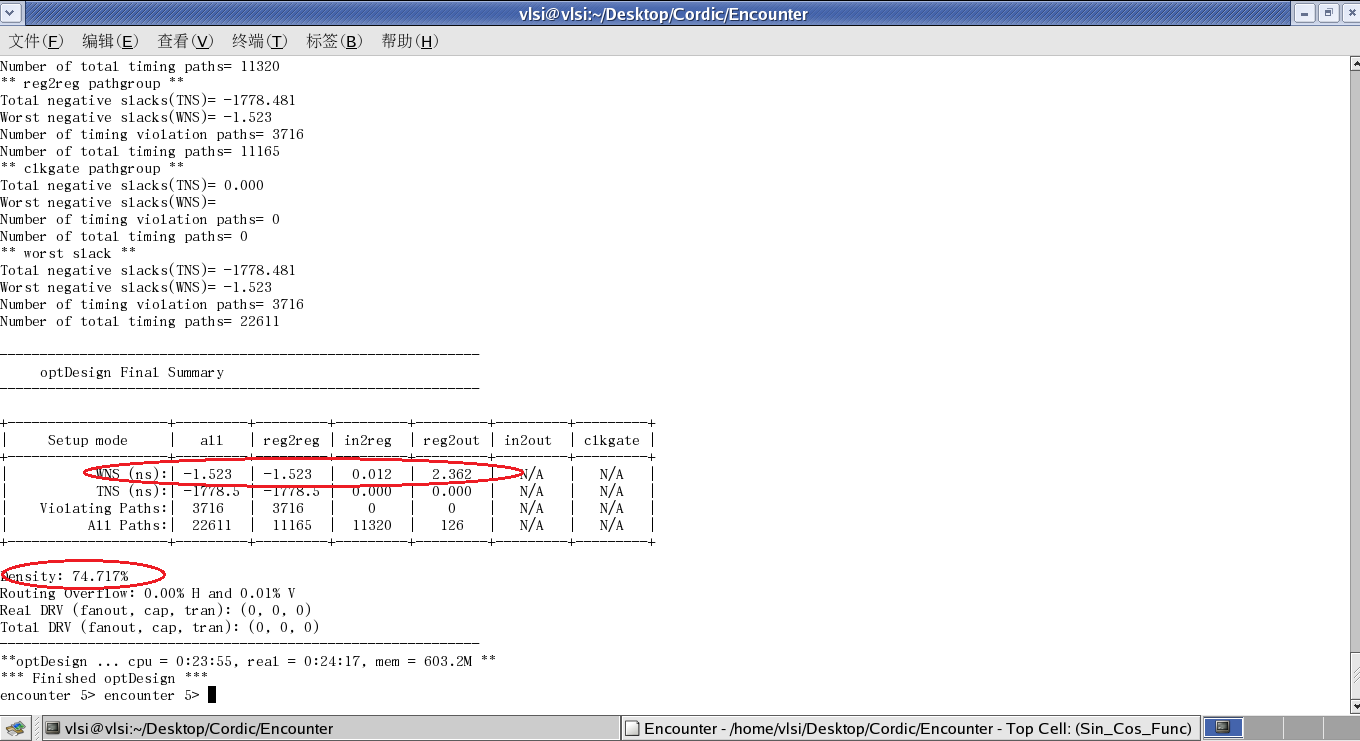 vlsi@vlsi:~/Desktop/Cordic/Encounter
文件(F) 编辑(E) 查看(V) 终端(T) 标签(B) 帮助(H)
Number of total timing paths= 11320
** reg2reg pathgroup **
Total negative slacks(TNS)= -1778.481
Worst negative slacks(WNS)= -1.523
Number of timing violation paths= 3716
Number of total timing paths= 11165
** clkgate pathgroup **
Total negative slacks(TNS)= 0.000
Worst negative slacks(WNS)=
Number of timing violation paths= 0
Number of total timing paths= 0
** worst slack **
Total negative slacks(TNS)= -1778.481
Worst negative slacks(WNS)= -1.523
Number of timing violation paths= 3716
Number of total timing paths= 22611
------------------------------------------------------------
optDesign Final Summary
------------------------------------------------------------
+--------------------+---------+---------+---------+---------+---------+---------+
| Setup mode | all | reg2reg | in2reg | reg2out | in2out | clkgate |
+--------------------+---------+---------+---------+---------+---------+---------+
| WNS (ns):| -1.523 | -1.523 | 0.012 | 2.362 | N/A | N/A |
| TNS (ns):| -1778.5 | -1778.5 | 0.000 | 0.000 | N/A | N/A |
| Violating Paths:| 3716 | 3716 | 0 | 0 | N/A | N/A |
| All Paths:| 22611 | 11165 | 11320 | 126 | N/A | N/A |
+--------------------+---------+---------+---------+---------+---------+---------+
Density: 74.717%
Routing Overflow: 0.00% H and 0.01% V
Real DRV (fanout, cap, tran): (0, 0, 0)
Total DRV (fanout, cap, tran): (0, 0, 0)
------------------------------------------------------------
**optDesign ... cpu = 0:23:55, real = 0:24:17, mem = 603.2M **
*** Finished optDesign ***
encounter 5> encounter 5>
vlsi@vlsi:~/Desktop/Cordic/Encounter
Encounter - /home/vlsi/Desktop/Cordic/Encounter - Top Cell: (Sin_Cos_Func)